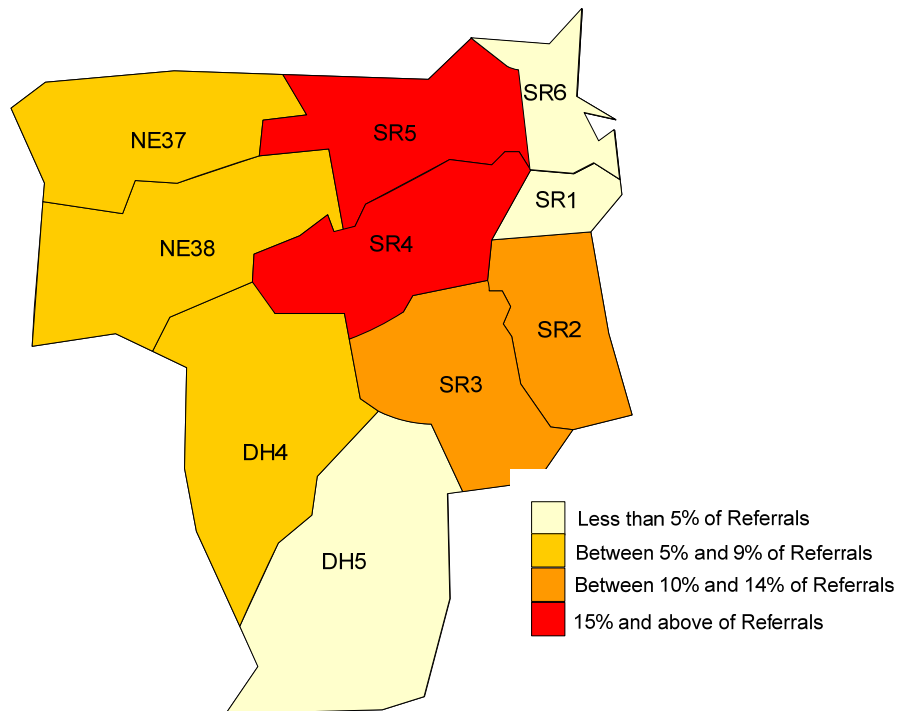 SR6
NE37
SR5
SR1
NE38
SR4
SR2
SR3
DH4
DH5
Less than 5% of Referrals
Between 5% and 9% of Referrals
Between 10% and 14% of Referrals
15% and above of Referrals